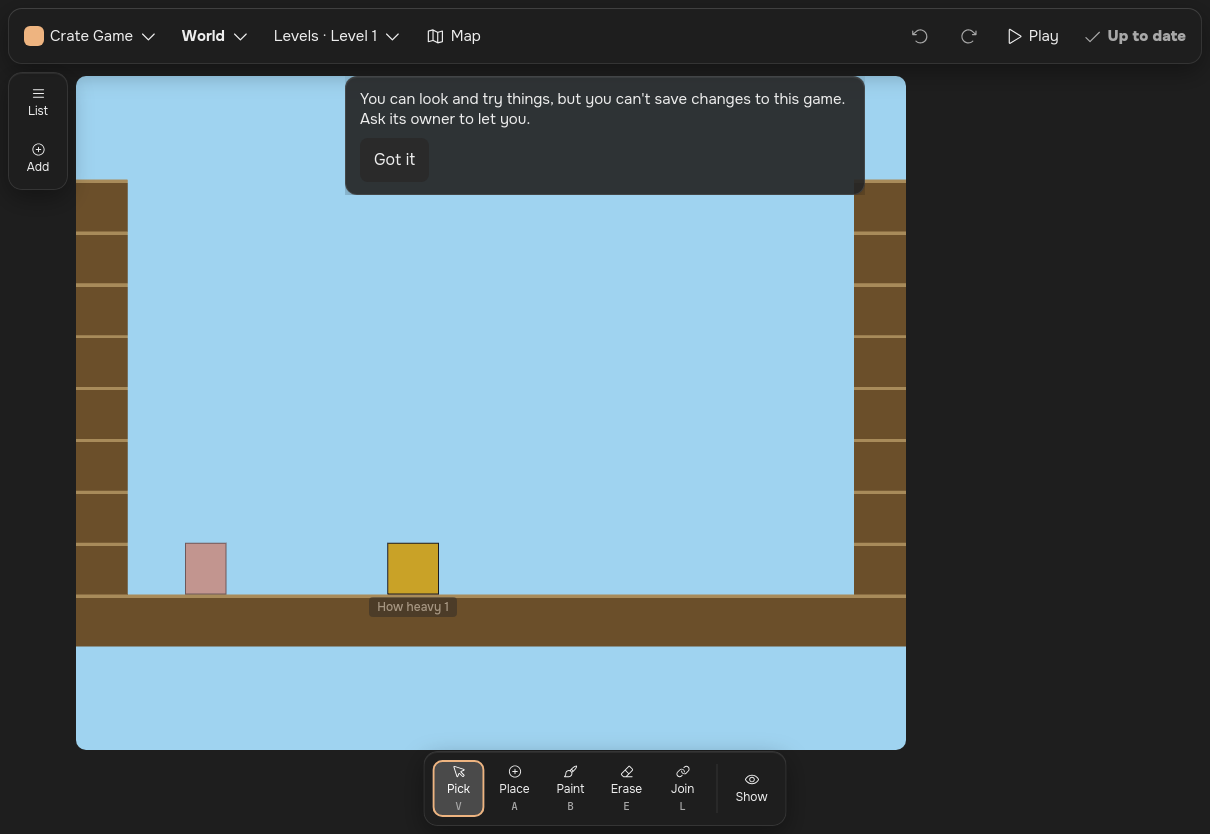 Crate Game
World
Levels · Level 1
Map
Play
Up to date
List
Add
You can look and try things, but you can't save changes to this game.
Ask its owner to let you.
Got it
How heavy 1
Pick
Place
Paint
Erase
Join
Show
V
A
B
E
L